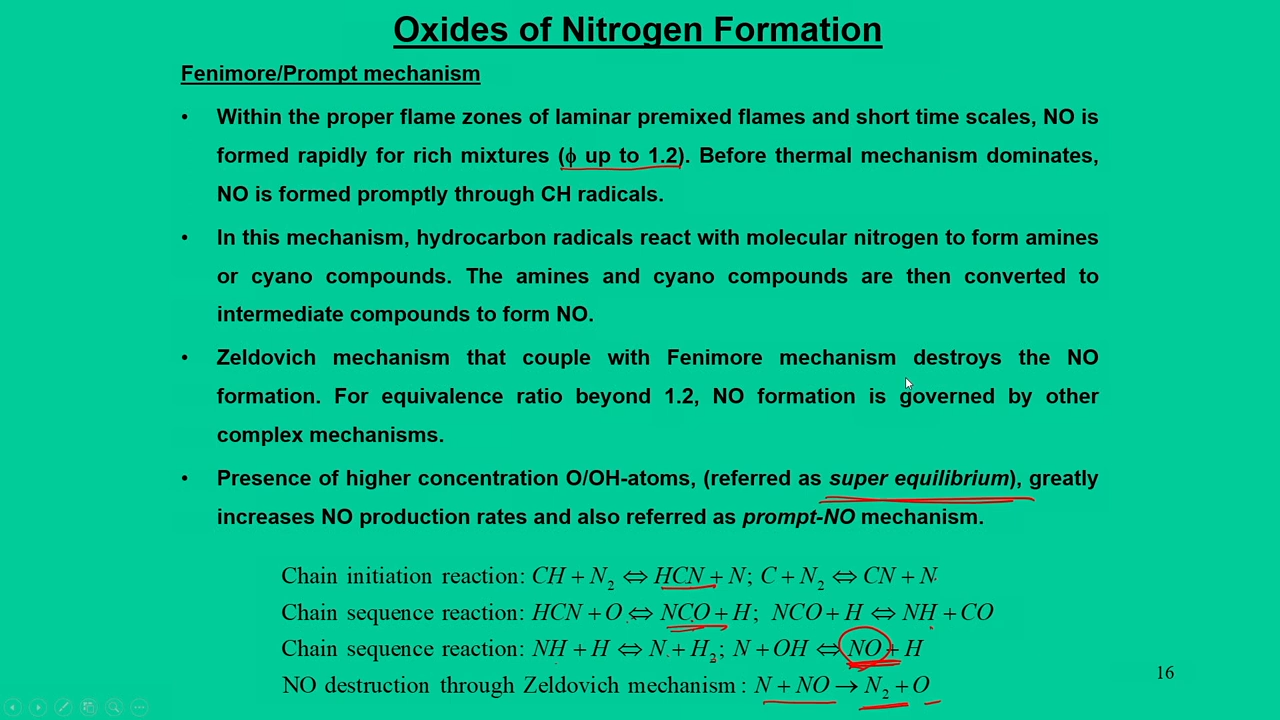 Oxides of Nitrogen Formation
Fenimore/Prompt mechanism
• Within the proper flame zones of laminar premixed flames and short time scales, NO is
formed rapidly for rich mixtures (ϕ up to 1.2). Before thermal mechanism dominates,
NO is formed promptly through CH radicals.
• In this mechanism, hydrocarbon radicals react with molecular nitrogen to form amines
or cyano compounds. The amines and cyano compounds are then converted to
intermediate compounds to form NO.
• Zeldovich mechanism that couple with Fenimore mechanism destroys the NO
formation. For equivalence ratio beyond 1.2, NO formation is governed by other
complex mechanisms.
• Presence of higher concentration O/OH-atoms, (referred as super equilibrium), greatly
increases NO production rates and also referred as prompt-NO mechanism.
Chain initiation reaction: CH + N₂ ⇔ HCN + N; C + N₂ ⇔ CN + N
Chain sequence reaction: HCN + O ⇔ NCO + H; NCO + H ⇔ NH + CO
Chain sequence reaction: NH + H ⇔ N + H₂; N + OH ⇔ NO + H
NO destruction through Zeldovich mechanism: N + NO → N₂ + O
16